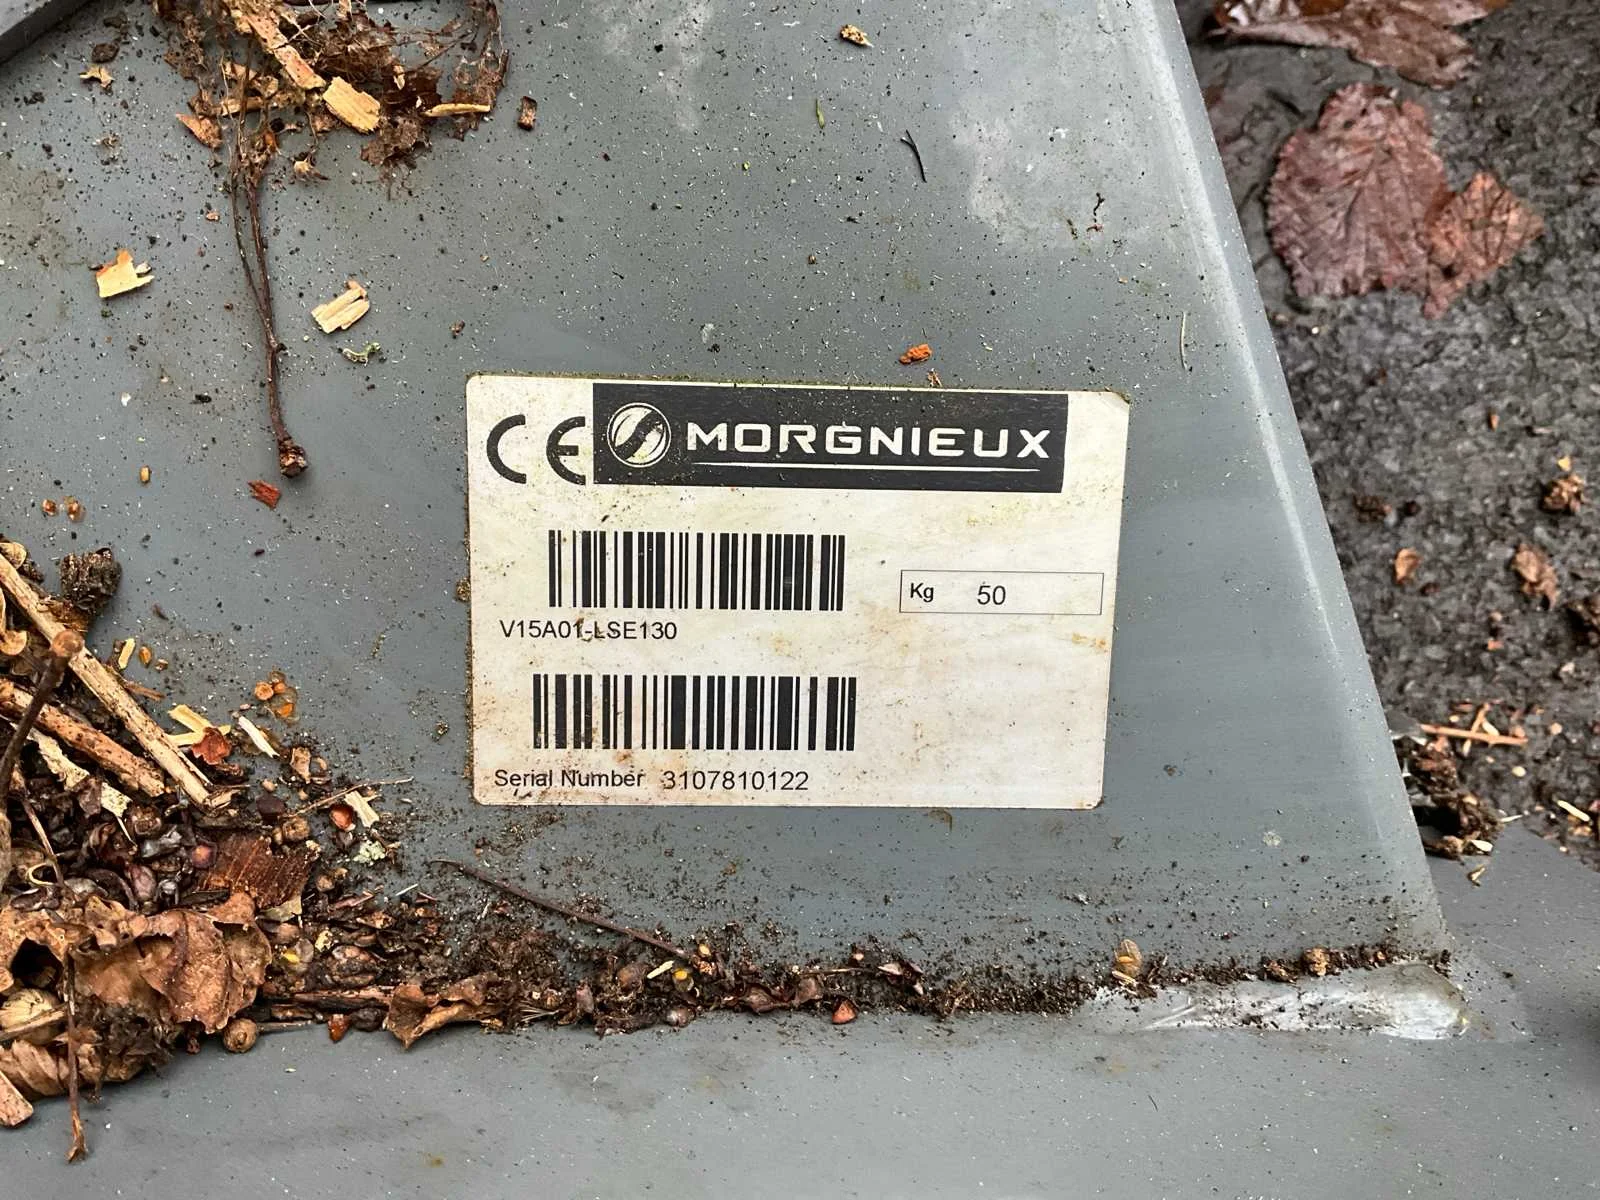 CE MORGNIEUX
V15A01-LSE130
Kg 50
Serial Number 3107810122